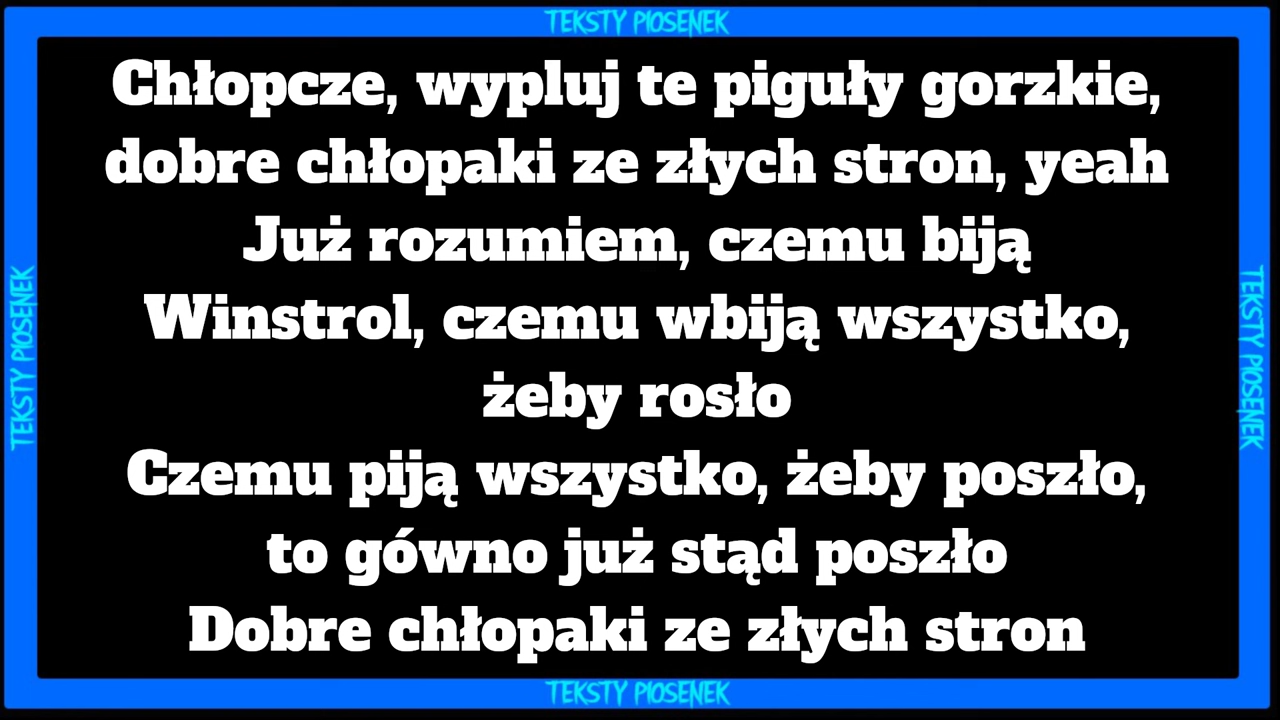 TEKSTY PIOSENEK
Chłopcze, wypluj te piguły gorzkie,
dobre chłopaki ze złych stron, yeah
Już rozumiem, czemu biją
Winstrol, czemu wbiją wszystko,
żeby rosło
Czemu piją wszystko, żeby poszło,
to gówno już stąd poszło
Dobre chłopaki ze złych stron
TEKSTY PIOSENEK
TEKSTY PIOSENEK
TEKSTY PIOSENEK